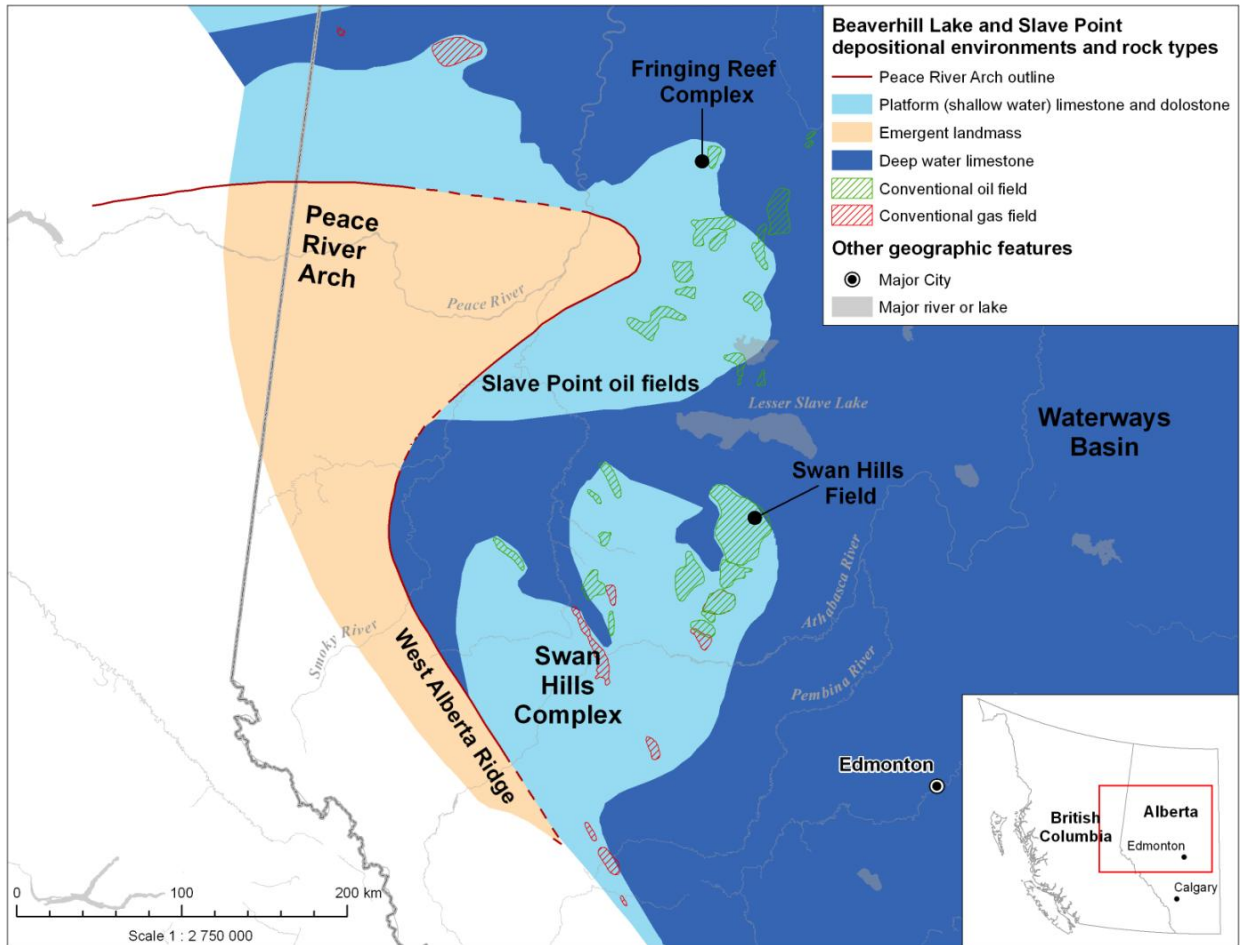 Beaverhill Lake and Slave Point
depositional environments and rock types
Peace River Arch outline
Platform (shallow water) limestone and dolostone
Emergent landmass
Deep water limestone
Conventional oil field
Conventional gas field
Other geographic features
Major City
Major river or lake
Fringing Reef
Complex
Peace
River
Arch
Peace River
Slave Point oil fields
Lesser Slave Lake
Waterways
Basin
Swan Hills
Field
Athabasca River
Smoky River
West Alberta Ridge
Swan
Hills
Complex
Pembina River
Edmonton
British
Columbia
Alberta
Edmonton
Calgary
0 100 200 km
Scale 1 : 2 750 000